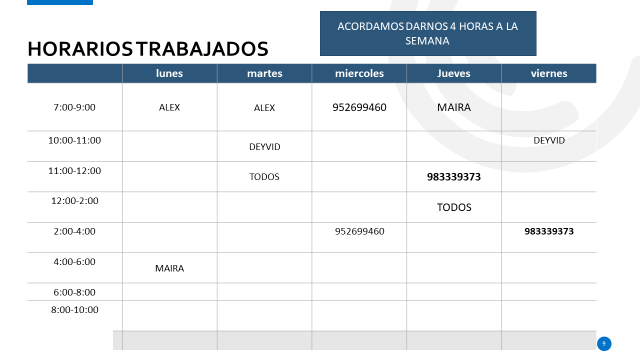 ACORDAMOS DARNOS 4 HORAS A LA
SEMANA
HORARIOS TRABAJADOS
lunes martes miercoles Jueves viernes
7:00-9:00 ALEX ALEX 952699460 MAIRA
10:00-11:00 DEYVID DEYVID
11:00-12:00 TODOS 983339373
12:00-2:00 TODOS
2:00-4:00 952699460 983339373
4:00-6:00 MAIRA
6:00-8:00
8:00-10:00
9